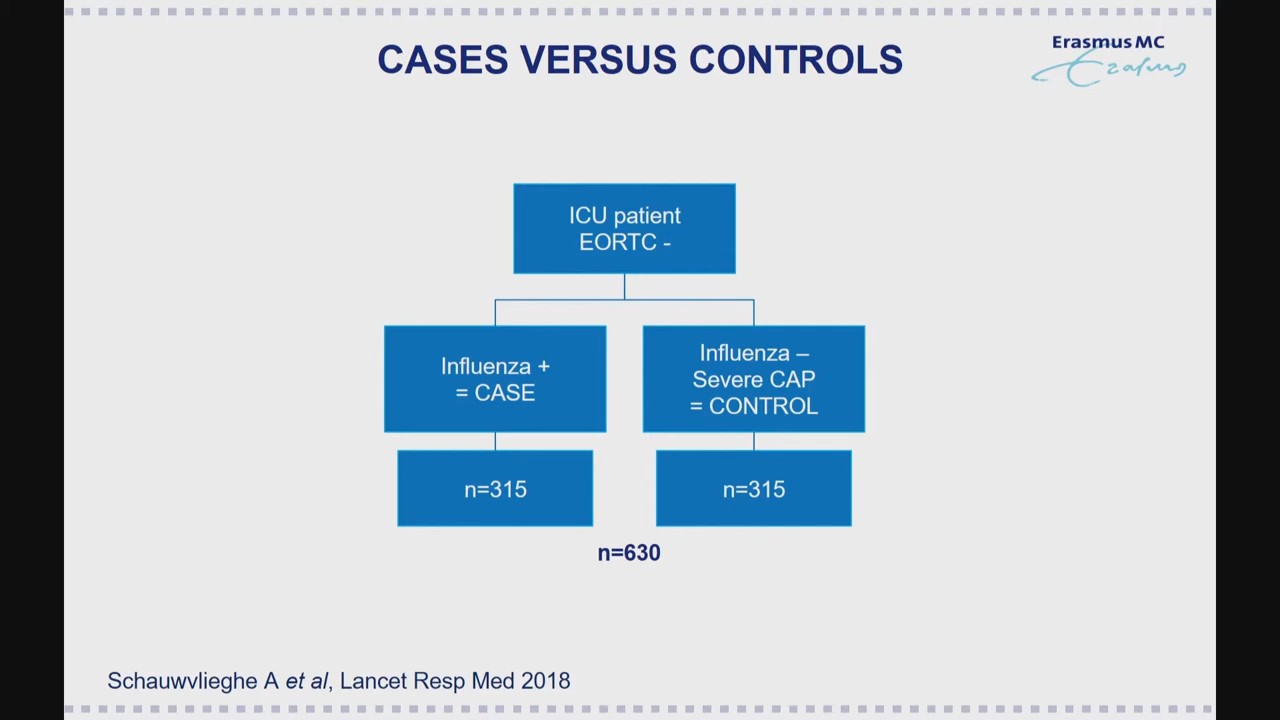 CASES VERSUS CONTROLS
Erasmus MC
Erasmus
ICU patient
EORTC -
Influenza +
= CASE
Influenza –
Severe CAP
= CONTROL
n=315
n=315
n=630
Schauwvlieghe A et al, Lancet Resp Med 2018